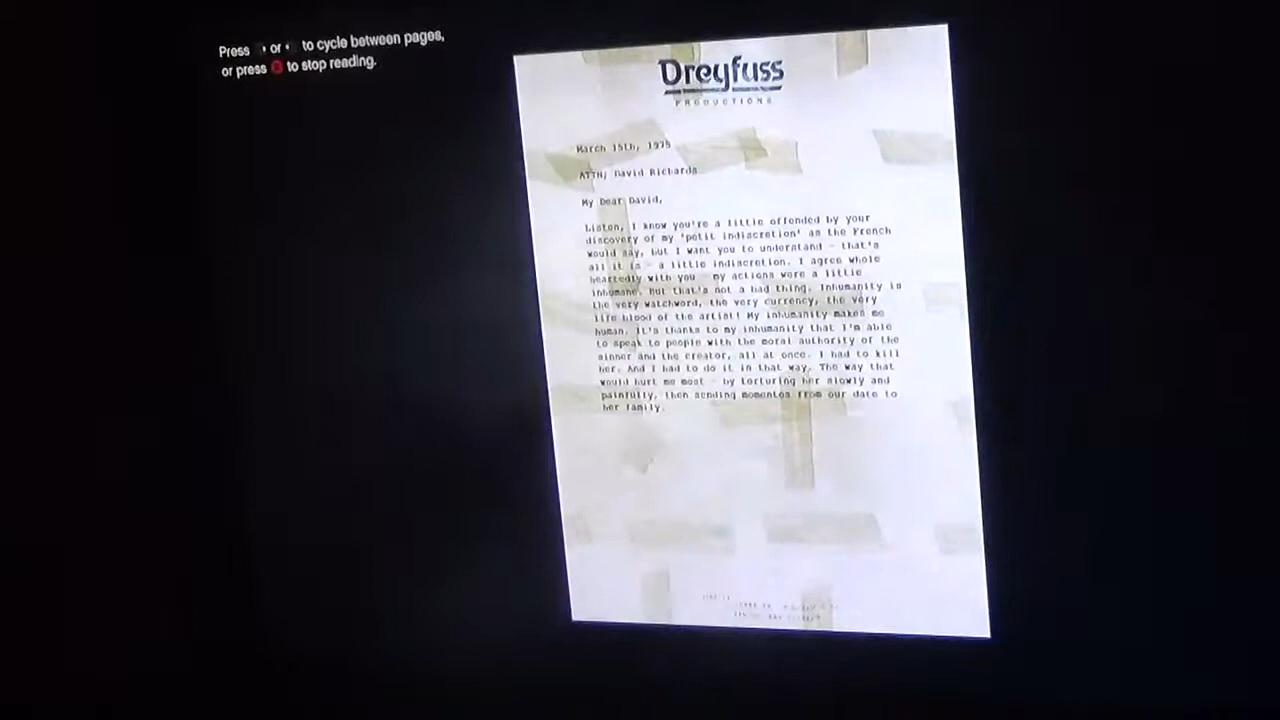 Press or to cycle between pages,
or press to stop reading.
Dreyfuss
PRODUCTIONS
March 15th, 1975
ATTN; David Richards
My Dear David,
Listen, I know you're a little offended by your
discovery of my 'petit indiscretion' as the French
would say, but I want you to understand - that's
all it is - a little indiscretion. I agree whole
heartedly with you - my actions were a little
inhumane. But that's not a bad thing. Inhumanity is
the very watchword, the very currency, the very
life blood of the artist! My inhumanity makes me
human. It's thanks to my inhumanity that I'm able
to speak to people with the moral authority of the
sinner and the creator, all at once. I had to kill
her. And I had to do it in that way. The way that
would hurt me most - by torturing her slowly and
painfully, then sending momentos from our date to
her family.